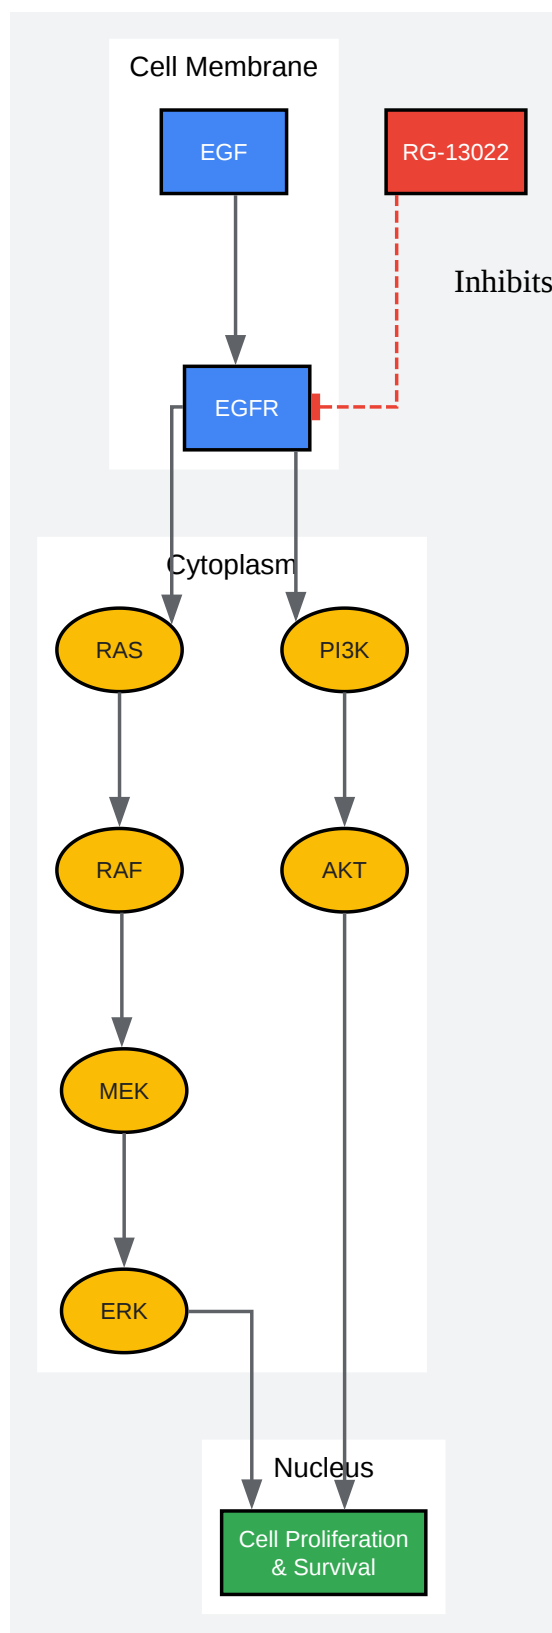 Cell Membrane
EGF
RG-13022
Inhibits
EGFR
Cytoplasm
RAS
PI3K
RAF
AKT
MEK
ERK
Nucleus
Cell Proliferation
& Survival